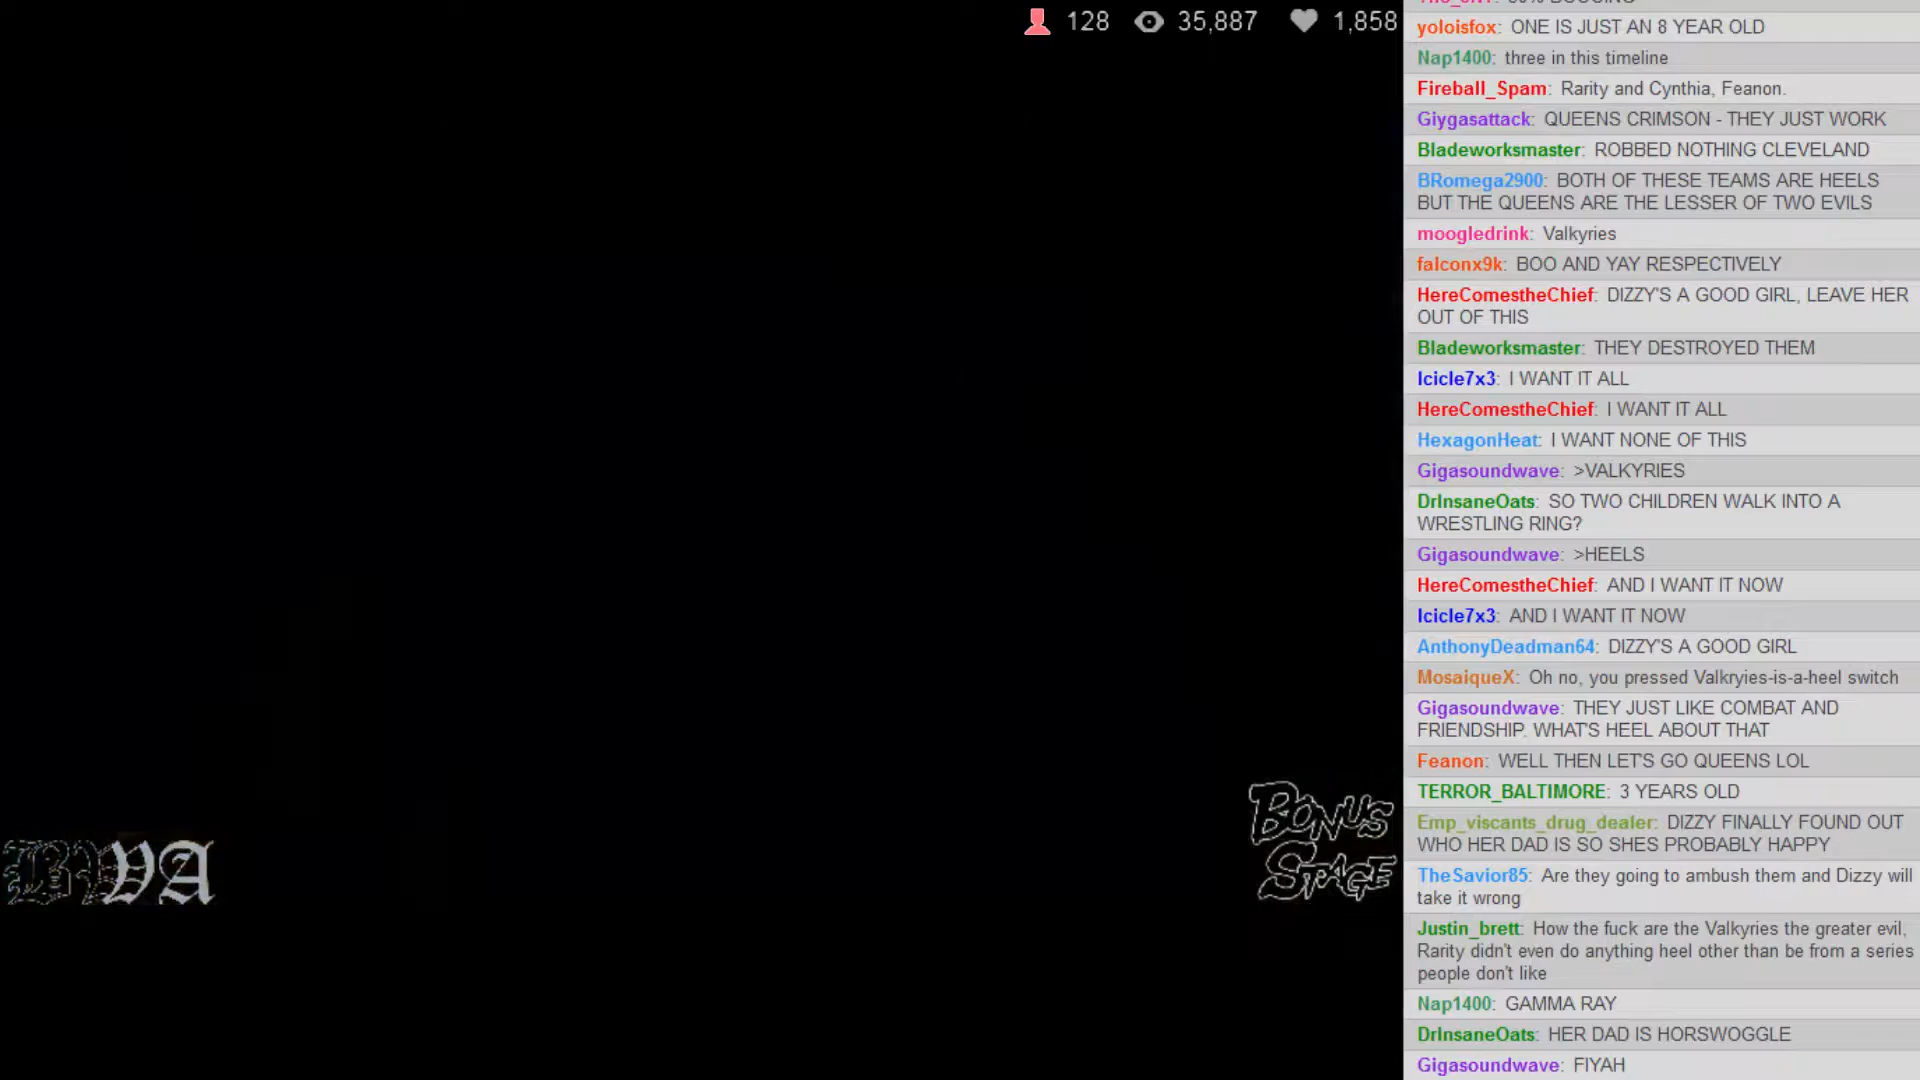 128 35,887 1,858
yoloisfox: ONE IS JUST AN 8 YEAR OLD
Nap1400: three in this timeline
Fireball_Spam: Rarity and Cynthia, Feanon.
Giygasattack: QUEENS CRIMSON - THEY JUST WORK
Bladeworksmaster: ROBBED NOTHING CLEVELAND
BRomega2900: BOTH OF THESE TEAMS ARE HEELS
BUT THE QUEENS ARE THE LESSER OF TWO EVILS
moogledrink: Valkyries
falconx9k: BOO AND YAY RESPECTIVELY
HereComestheChief: DIZZY'S A GOOD GIRL, LEAVE HER
OUT OF THIS
Bladeworksmaster: THEY DESTROYED THEM
Icicle7x3: I WANT IT ALL
HereComestheChief: I WANT IT ALL
HexagonHeat: I WANT NONE OF THIS
Gigasoundwave: >VALKYRIES
DrInsaneOats: SO TWO CHILDREN WALK INTO A
WRESTLING RING?
Gigasoundwave: >HEELS
HereComestheChief: AND I WANT IT NOW
Icicle7x3: AND I WANT IT NOW
AnthonyDeadman64: DIZZY'S A GOOD GIRL
MosaiqueX: Oh no, you pressed Valkryies-is-a-heel switch
Gigasoundwave: THEY JUST LIKE COMBAT AND
FRIENDSHIP. WHAT'S HEEL ABOUT THAT
Feanon: WELL THEN LET'S GO QUEENS LOL
TERROR_BALTIMORE: 3 YEARS OLD
Emp_viscants_drug_dealer: DIZZY FINALLY FOUND OUT
WHO HER DAD IS SO SHES PROBABLY HAPPY
TheSavior85: Are they going to ambush them and Dizzy will
take it wrong
Justin_brett: How the fuck are the Valkyries the greater evil,
Rarity didn't even do anything heel other than be from a series
people don't like
Nap1400: GAMMA RAY
DrInsaneOats: HER DAD IS HORSWOGGLE
Gigasoundwave: FIYAH
BONUS
STAGE